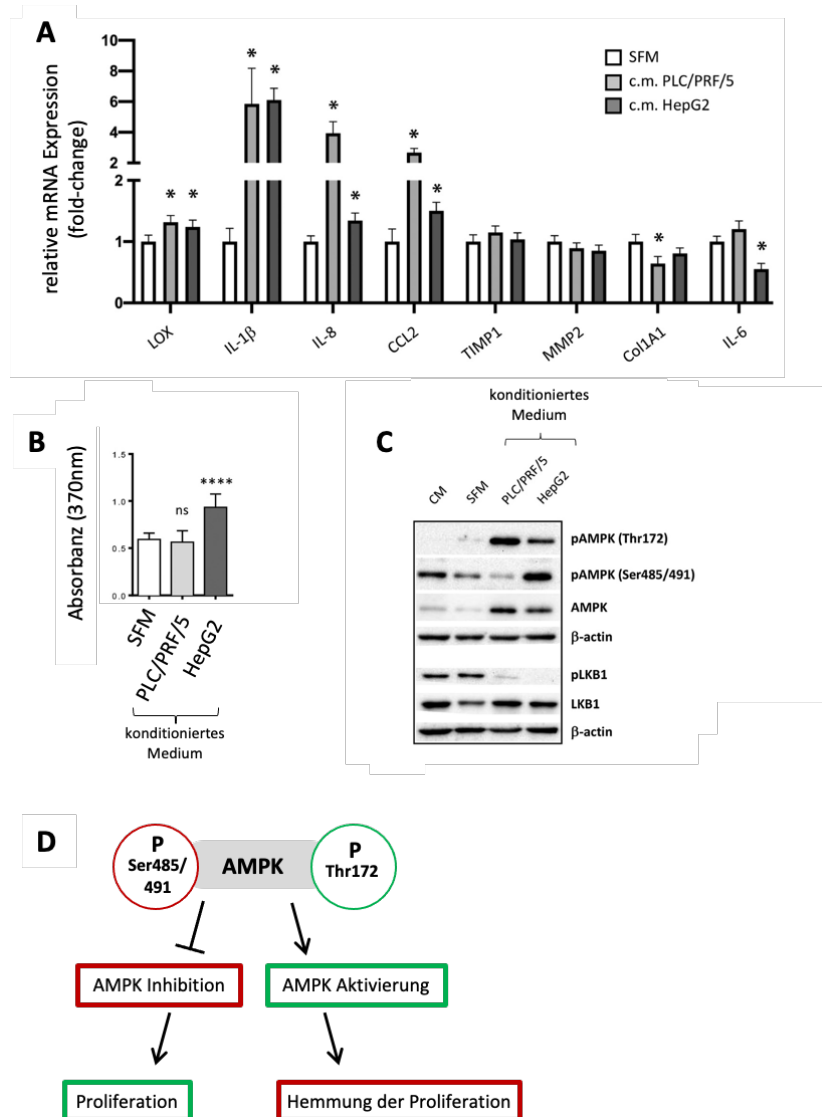 A
relative mRNA Expression
(fold-change)
10
8
6
4
2
2
1
0
SFM
c.m. PLC/PRF/5
c.m. HepG2
* * * * * * * * * *
LOX
IL-1β
IL-8
CCL2
TIMP1
MMP2
Col1A1
IL-6
B
Absorbanz (370nm)
1.5
1.0
0.5
0.0
ns
****
SFM
PLC/PRF/5
HepG2
konditioniertes
Medium
C
konditioniertes
Medium
CM
SFM
PLC/PRF/5
HepG2
pAMPK (Thr172)
pAMPK (Ser485/491)
AMPK
β-actin
pLKB1
LKB1
β-actin
D
P
Ser485/
491
AMPK
P
Thr172
AMPK Inhibition
AMPK Aktivierung
Proliferation
Hemmung der Proliferation